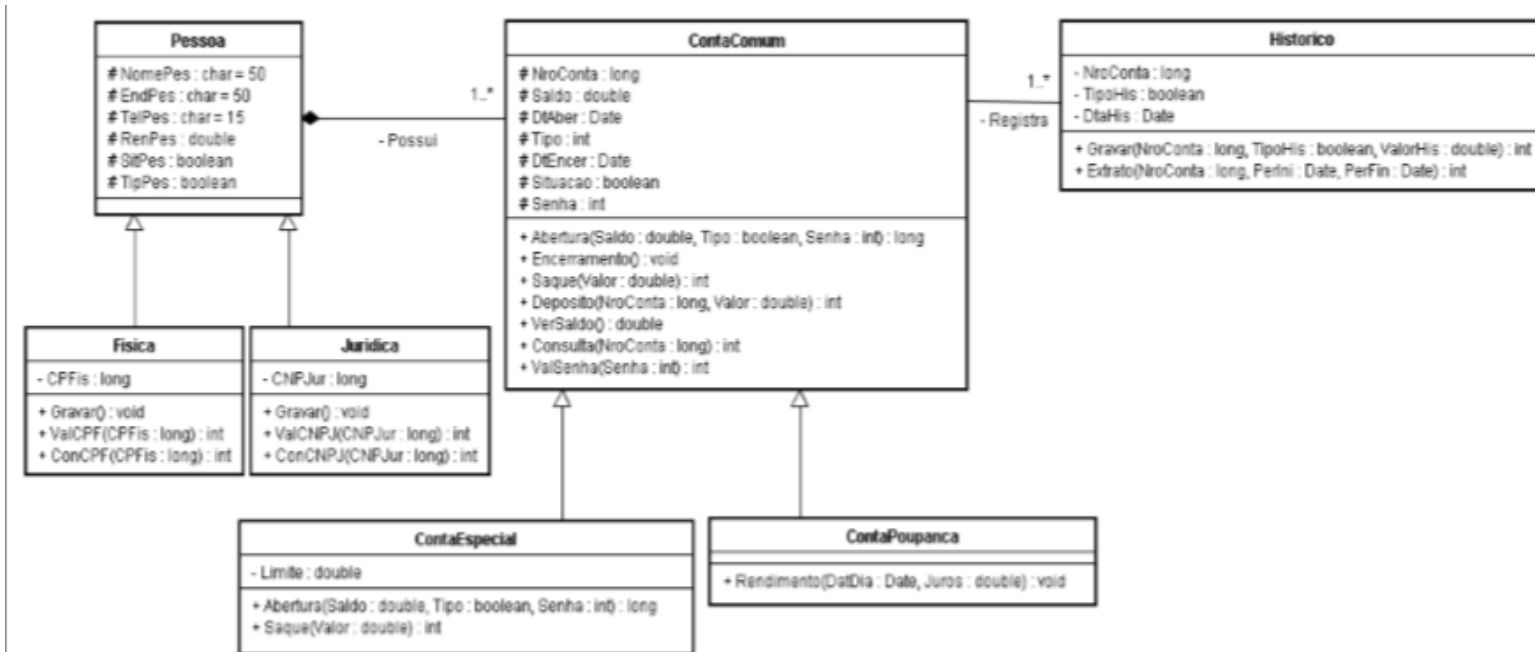 Pessoa
# NomePes : char = 50
# EndPes : char = 50
# TelPes : char = 15
# RenPes : double
# SitPes : boolean
# TipPes : boolean
1..*
- Possui
ContaComum
# NroConta : long
# Saldo : double
# DtAber : Date
# Tipo : int
# DtEncer : Date
# Situacao : boolean
# Senha : int
+ Abertura(Saldo : double, Tipo : boolean, Senha : int) : long
+ Encerramento() : void
+ Saque(Valor : double) : int
+ Deposito(NroConta : long, Valor : double) : int
+ VerSaldo() : double
+ Consulta(NroConta : long) : int
+ ValSenha(Senha : int) : int
1..*
- Registra
Historico
- NroConta : long
- TipoHis : boolean
- DtaHis : Date
+ Gravar(NroConta : long, TipoHis : boolean, ValorHis : double) : int
+ Extrato(NroConta : long, PerIni : Date, PerFin : Date) : int
Fisica
- CPFis : long
+ Gravar() : void
+ ValCPF(CPFis : long) : int
+ ConCPF(CPFis : long) : int
Juridica
- CNPJur : long
+ Gravar() : void
+ ValCNPJ(CNPJur : long) : int
+ ConCNPJ(CNPJur : long) : int
ContaEspecial
- Limite : double
+ Abertura(Saldo : double, Tipo : boolean, Senha : int) : long
+ Saque(Valor : double) : int
ContaPoupanca
+ Rendimento(DatDia : Date, Juros : double) : void